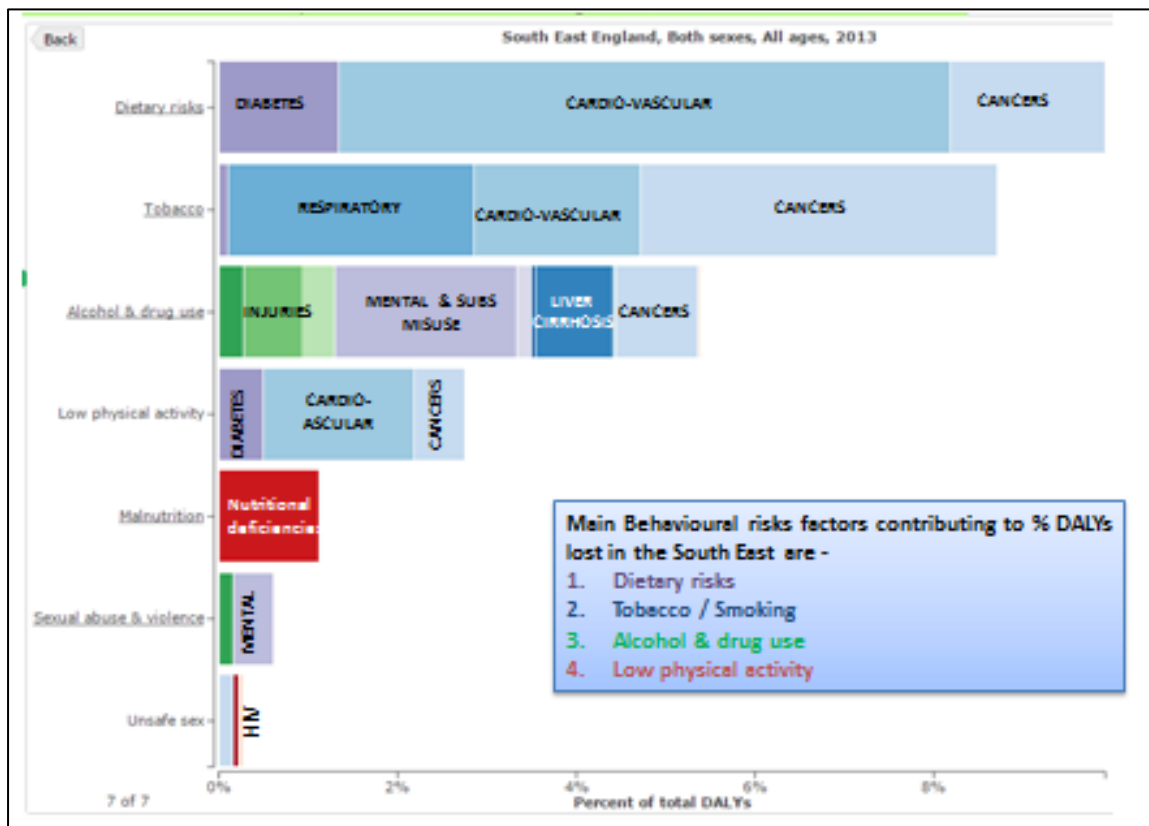 Back
South East England, Both sexes, All ages, 2013
Dietary risks
DIABETES
CARDIO-VASCULAR
CANCERS
Tobacco
RESPIRATORY
CARDIO-VASCULAR
CANCERS
Alcohol & drug use
INJURIES
MENTAL & SUBS
MISUSE
LIVER
CIRRHOSIS
CANCERS
Low physical activity
DIABETES
CARDIO-
ASCULAR
CANCERS
Malnutrition
Nutritional
deficiencies
Main Behavioural risks factors contributing to % DALYs
lost in the South East are -
1. Dietary risks
2. Tobacco / Smoking
3. Alcohol & drug use
4. Low physical activity
Sexual abuse & violence
MENTAL
Unsafe sex
HIV
0%
2%
4%
6%
8%
7 of 7
Percent of total DALYs